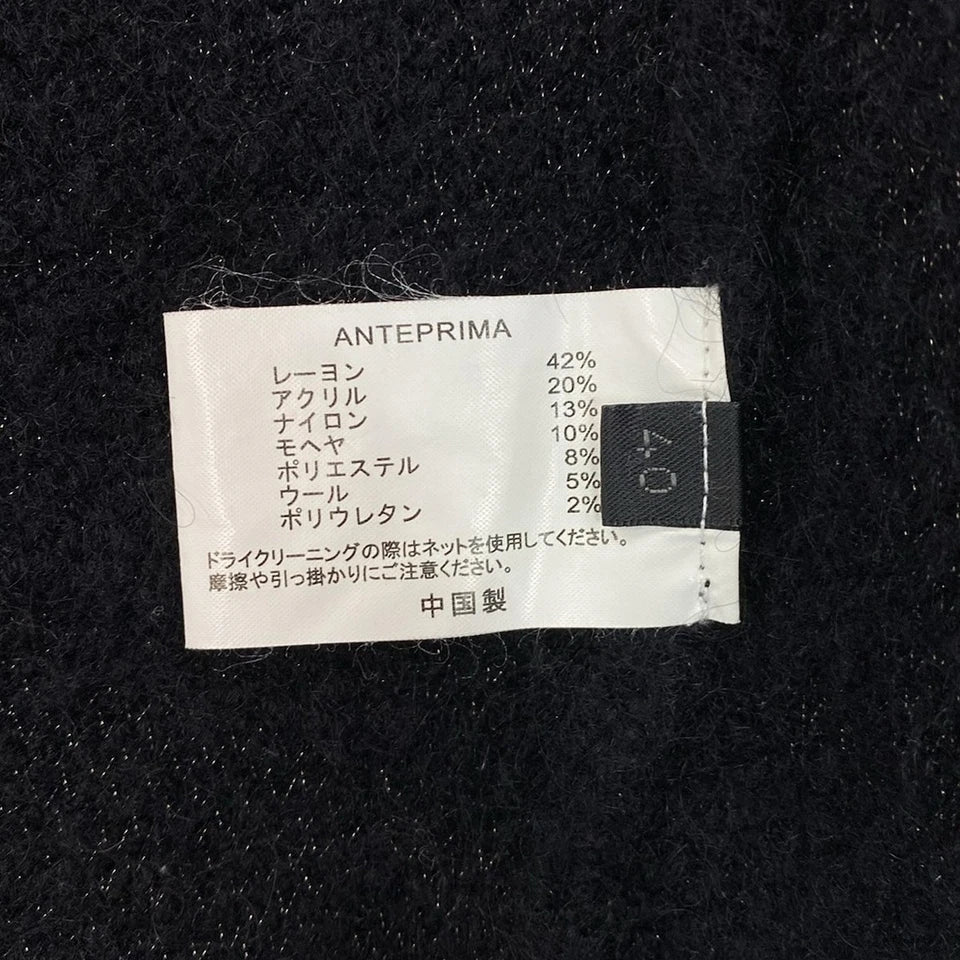 ANTEPRIMA
レーヨン 42%
アクリル 20%
ナイロン 13%
モヘヤ 10%
ポリエステル 8%
ウール 5%
ポリウレタン 2%
ドライクリーニングの際はネットを使用してください。
摩擦や引っ掛かりにご注意ください。
中国製
40